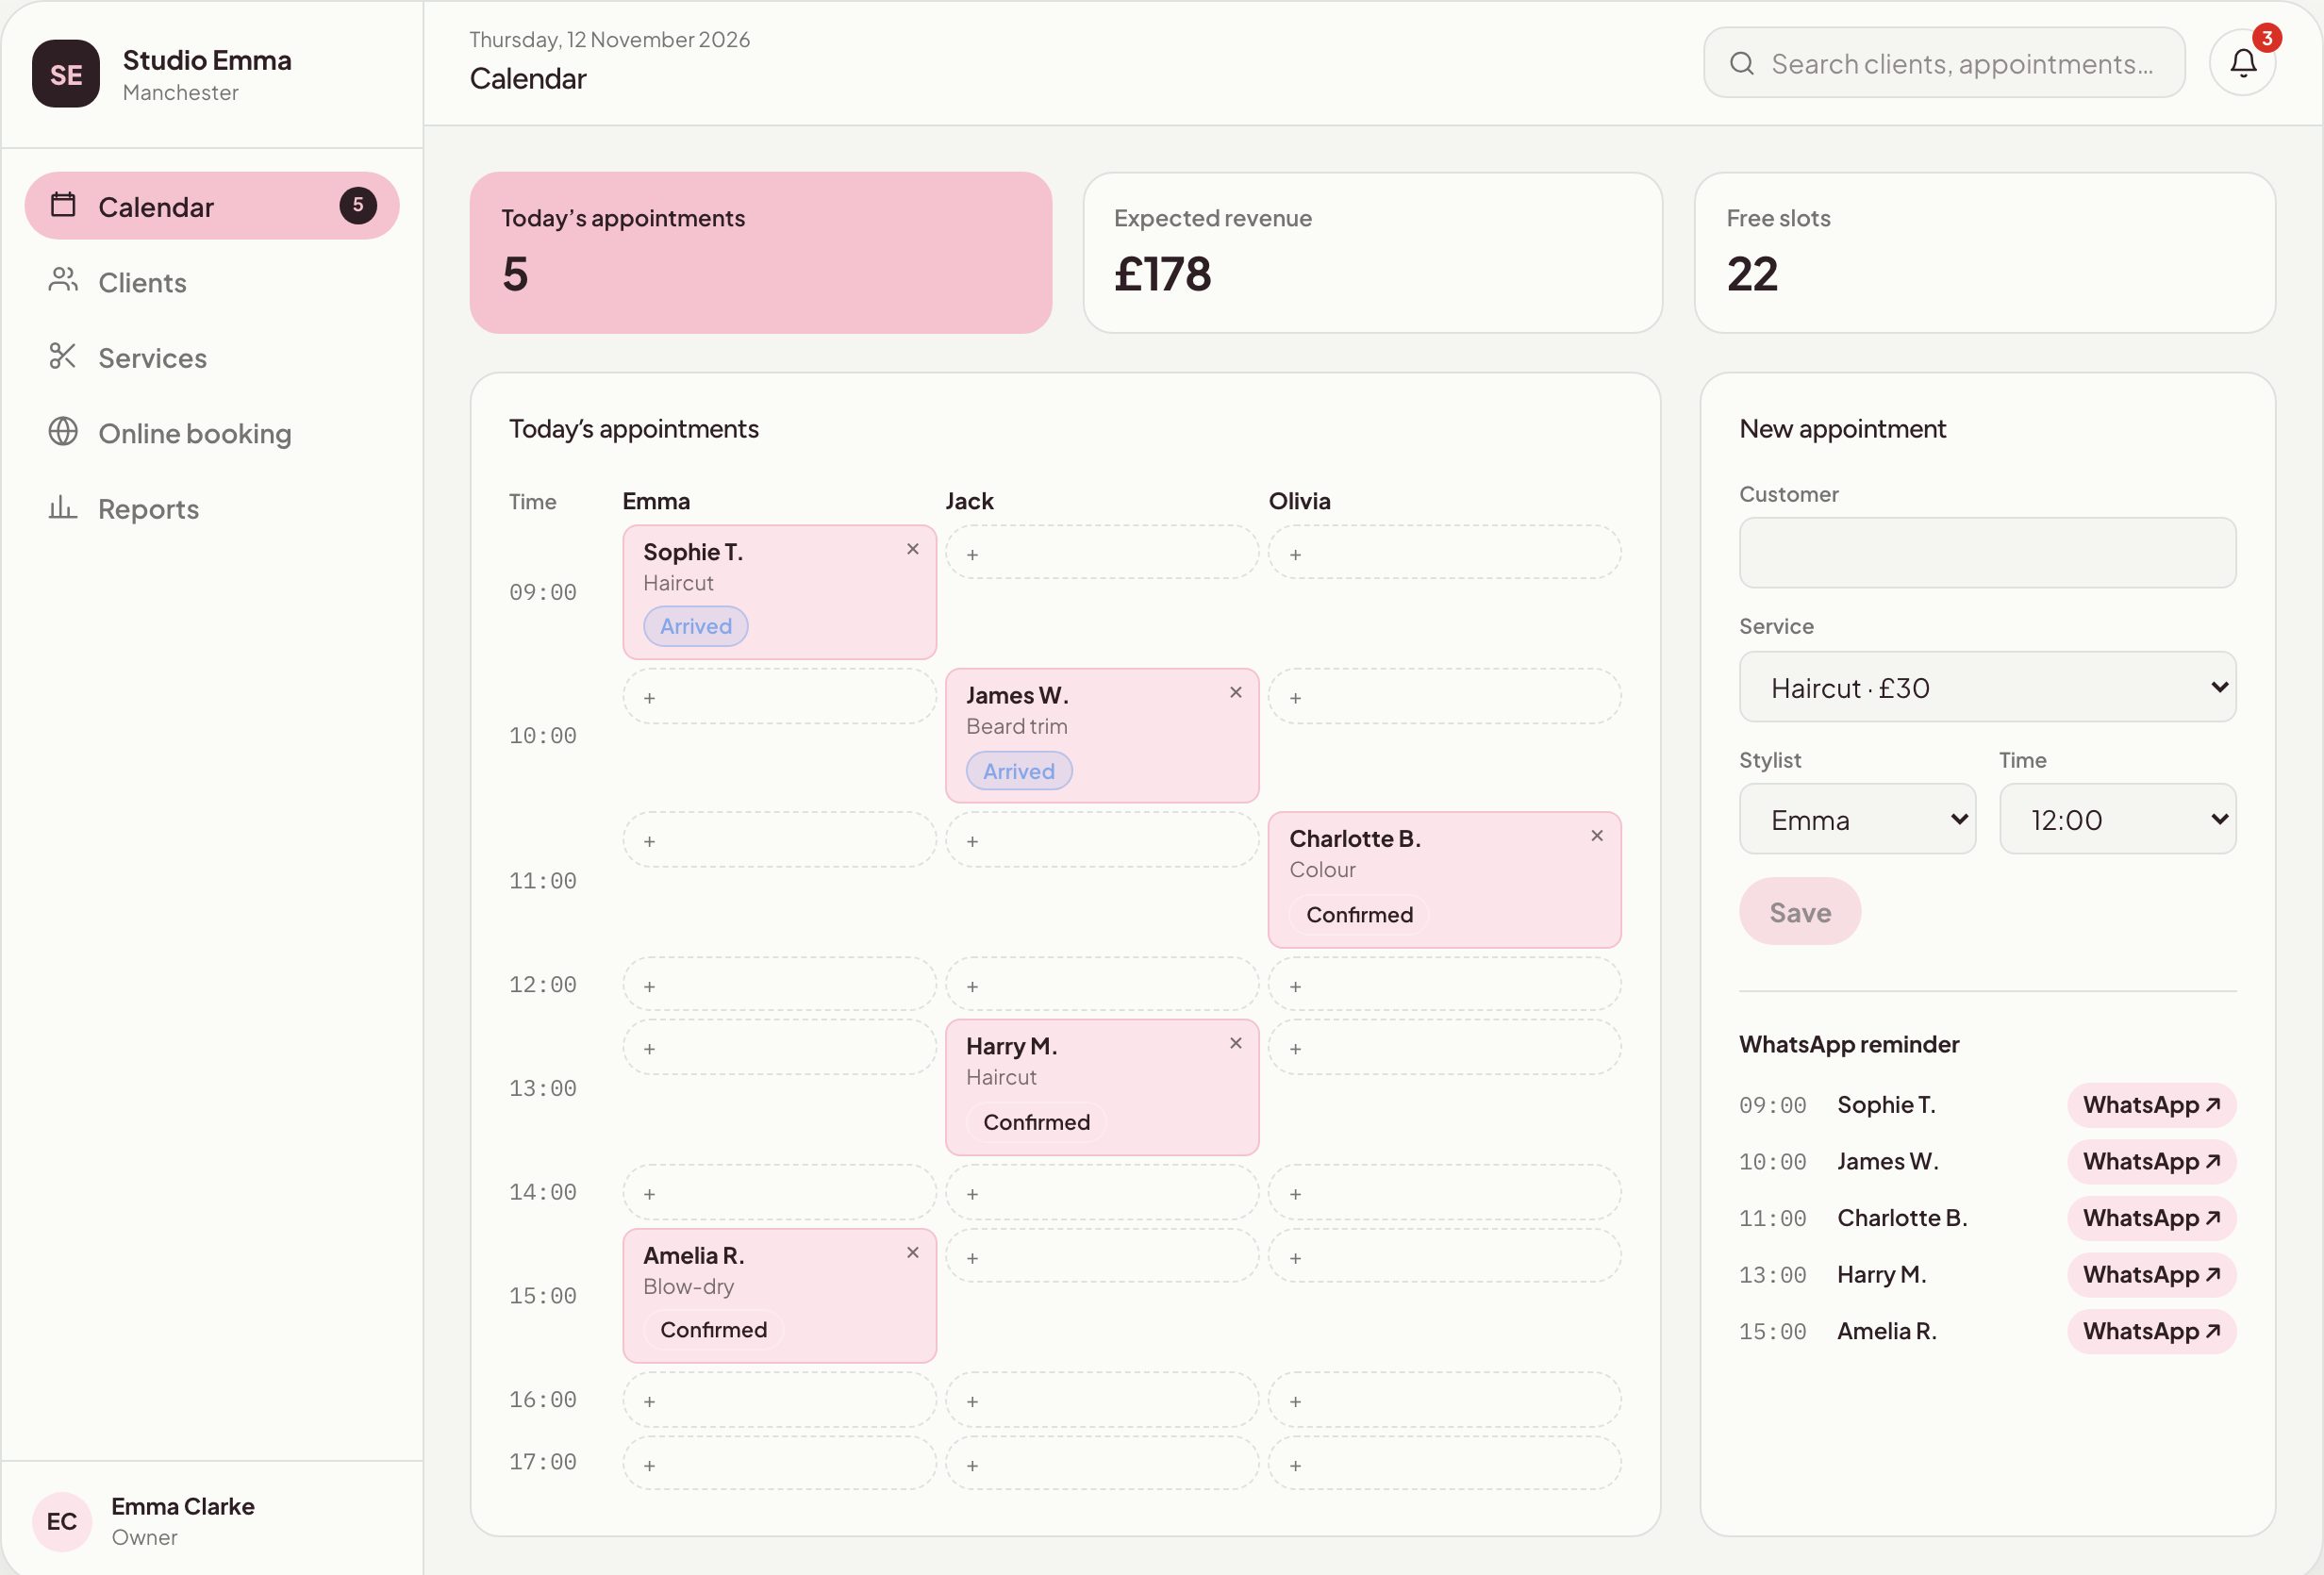 SE
Studio Emma
Manchester
Calendar
5
Clients
Services
Online booking
Reports
EC
Emma Clarke
Owner
Thursday, 12 November 2026
Calendar
Search clients, appointments...
3
Today’s appointments
5
Expected revenue
£178
Free slots
22
Today’s appointments
Time Emma Jack Olivia
09:00
Sophie T. ×
Haircut
Arrived
+
+
10:00
+
James W. ×
Beard trim
Arrived
+
11:00
+
+
Charlotte B. ×
Colour
Confirmed
12:00
+
+
+
13:00
+
Harry M. ×
Haircut
Confirmed
+
14:00
+
+
+
15:00
Amelia R. ×
Blow-dry
Confirmed
+
+
16:00
+
+
+
17:00
+
+
+
New appointment
Customer
Service
Haircut · £30
Stylist Time
Emma 12:00
Save
WhatsApp reminder
09:00 Sophie T. WhatsApp ↗
10:00 James W. WhatsApp ↗
11:00 Charlotte B. WhatsApp ↗
13:00 Harry M. WhatsApp ↗
15:00 Amelia R. WhatsApp ↗